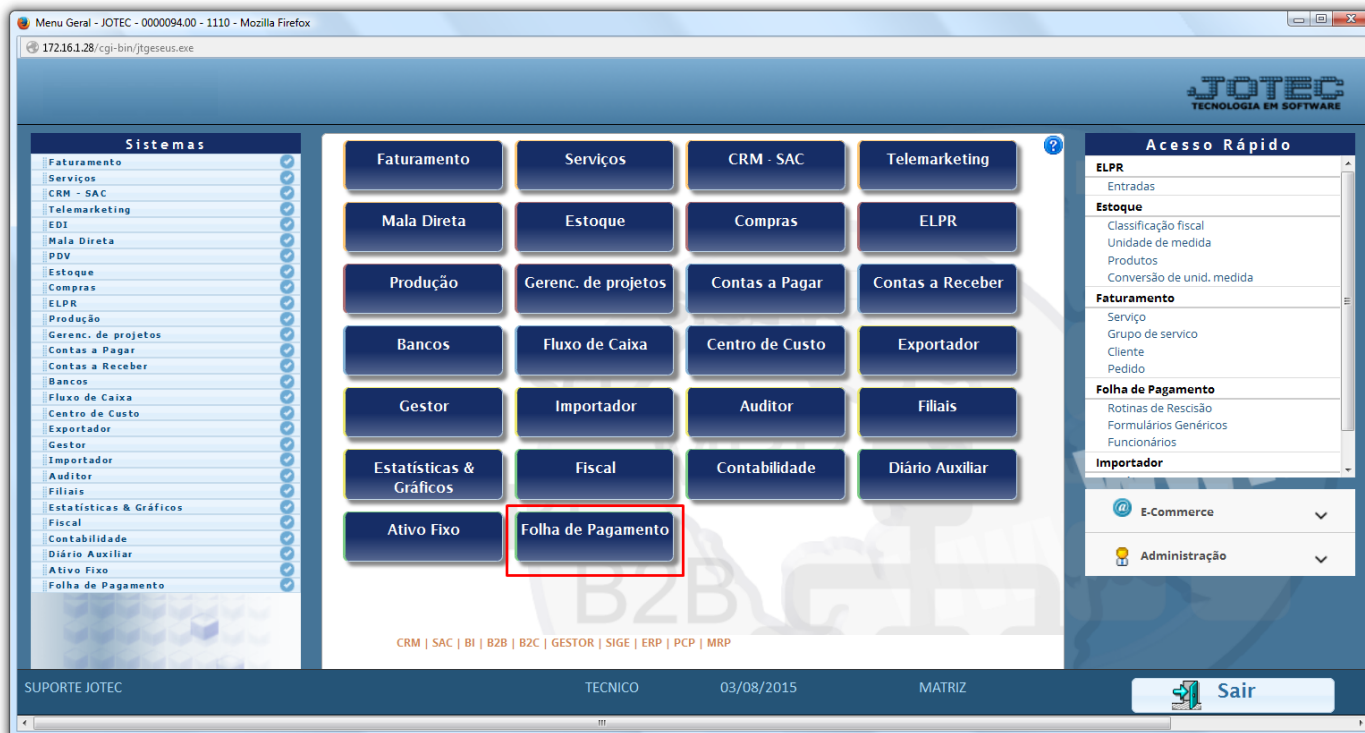 Menu Geral - JOTEC - 0000094.00 - 1110 - Mozilla Firefox
172.16.1.28/cgi-bin/jtgeseus.exe
JOTEC
TECNOLOGIA EM SOFTWARE
Sistemas
Faturamento
Serviços
CRM - SAC
Telemarketing
EDI
Mala Direta
PDV
Estoque
Compras
ELPR
Produção
Gerenc. de projetos
Contas a Pagar
Contas a Receber
Bancos
Fluxo de Caixa
Centro de Custo
Exportador
Gestor
Importador
Auditor
Filiais
Estatísticas & Gráficos
Fiscal
Contabilidade
Diário Auxiliar
Ativo Fixo
Folha de Pagamento
Faturamento Serviços CRM - SAC Telemarketing
Mala Direta Estoque Compras ELPR
Produção Gerenc. de projetos Contas a Pagar Contas a Receber
Bancos Fluxo de Caixa Centro de Custo Exportador
Gestor Importador Auditor Filiais
Estatísticas & Gráficos Fiscal Contabilidade Diário Auxiliar
Ativo Fixo Folha de Pagamento
B2B
CRM | SAC | BI | B2B | B2C | GESTOR | SIGE | ERP | PCP | MRP
Acesso Rápido
ELPR
Entradas
Estoque
Classificação fiscal
Unidade de medida
Produtos
Conversão de unid. medida
Faturamento
Serviço
Grupo de servico
Cliente
Pedido
Folha de Pagamento
Rotinas de Rescisão
Formulários Genéricos
Funcionários
Importador
E-Commerce
Administração
SUPORTE JOTEC TECNICO 03/08/2015 MATRIZ Sair